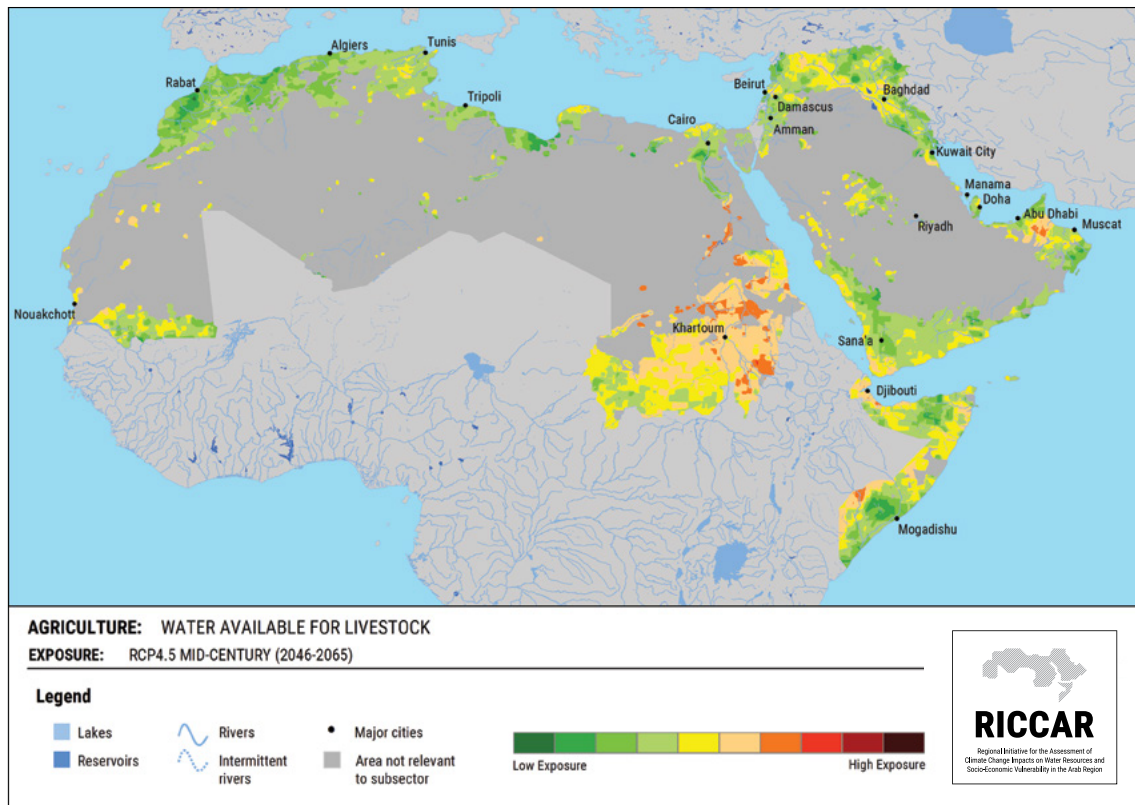 Algiers
Tunis
Rabat
Tripoli
Beirut
Baghdad
Damascus
Cairo
Amman
Kuwait City
Manama
Doha
Abu Dhabi
Muscat
Riyadh
Nouakchott
Khartoum
Sana'a
Djibouti
Mogadishu
AGRICULTURE: WATER AVAILABLE FOR LIVESTOCK
EXPOSURE: RCP4.5 MID-CENTURY (2046-2065)
Legend
Lakes
Rivers
Major cities
Reservoirs
Intermittent
rivers
Area not relevant
to subsector
Low Exposure
High Exposure
RICCAR
Regional Initiative for the Assessment of
Climate Change Impacts on Water Resources and
Socio-Economic Vulnerability in the Arab Region